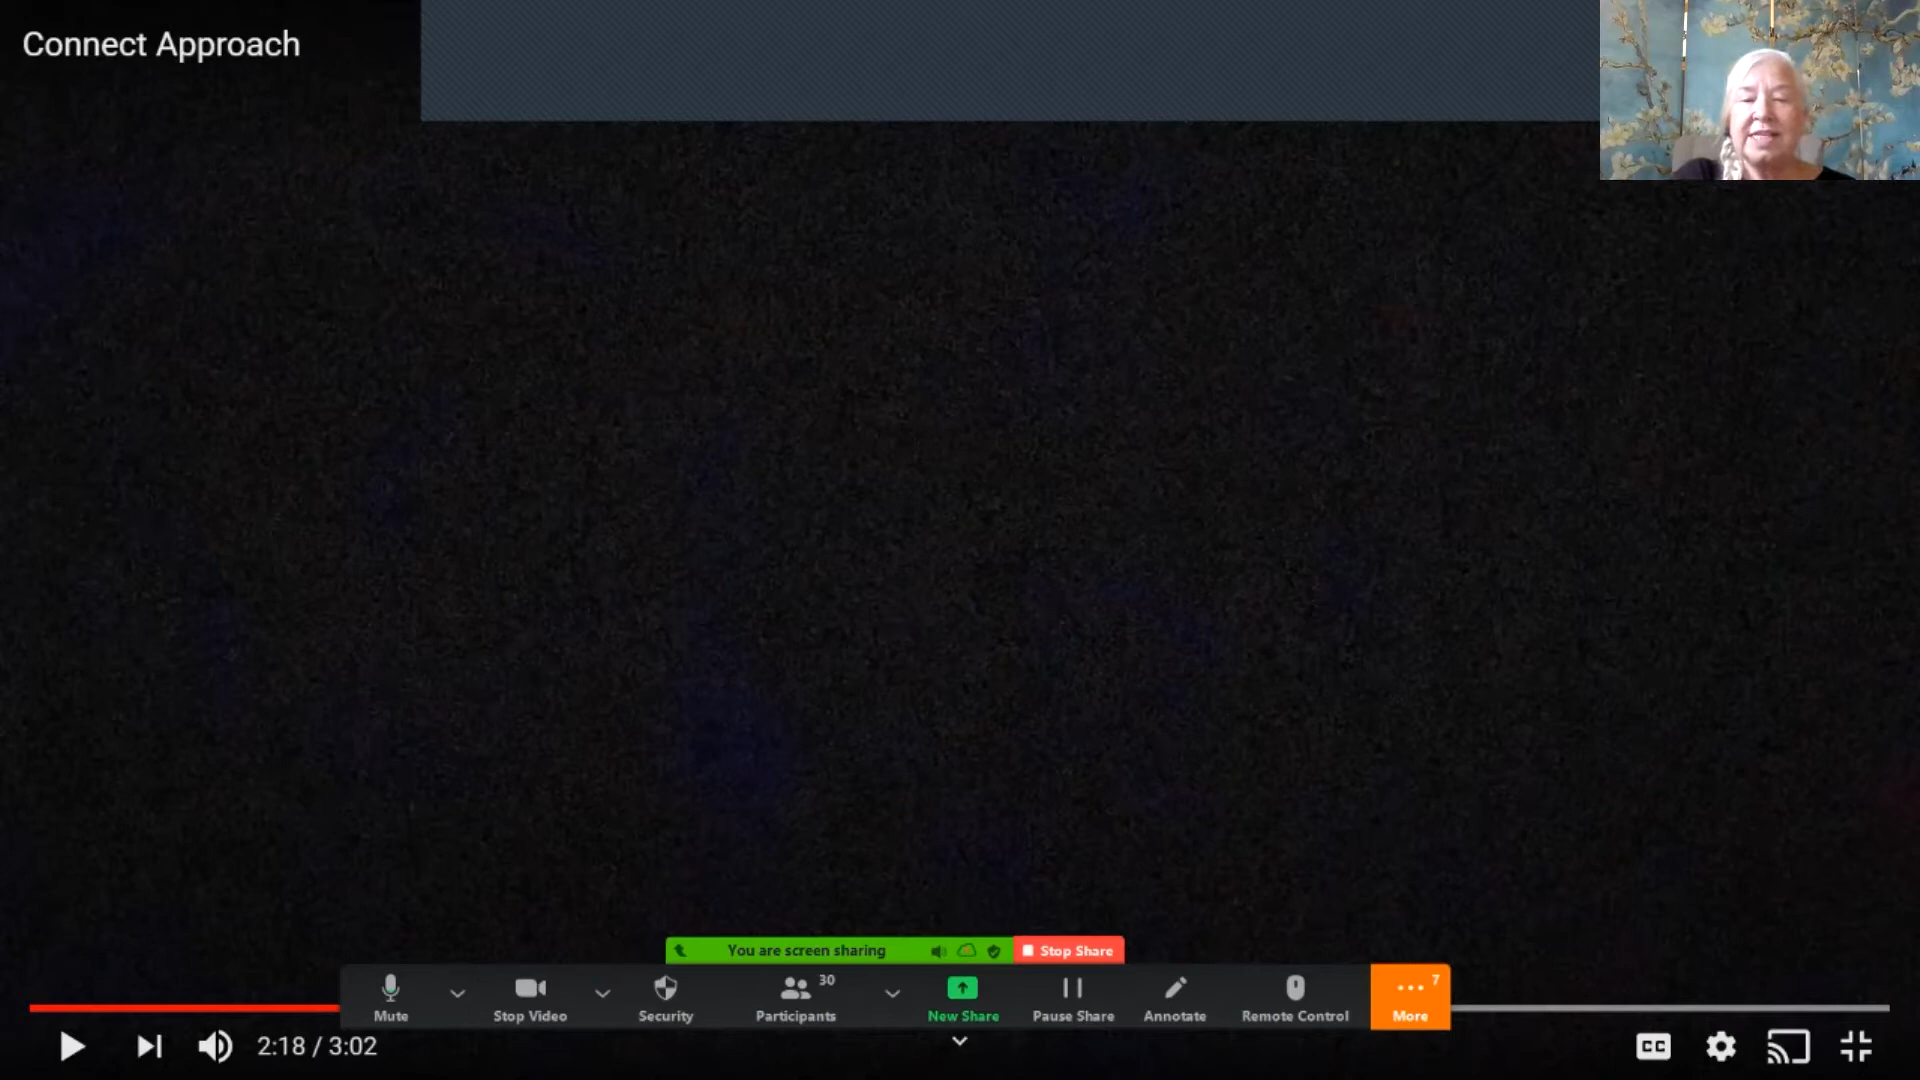 Connect Approach
You are screen sharing
Stop Share
Mute
Stop Video
Security
30
Participants
New Share
Pause Share
Annotate
Remote Control
7
More
2:18 / 3:02
CC